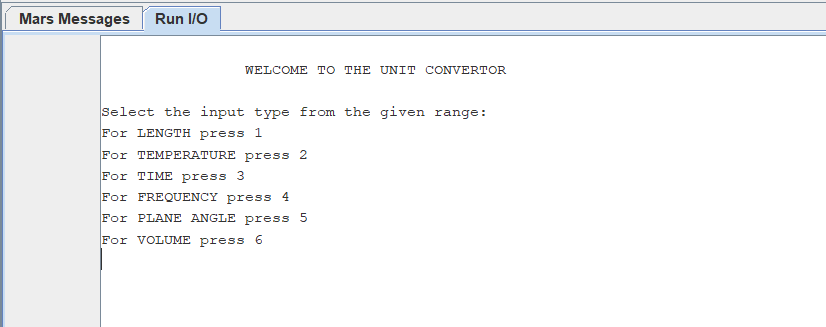 Mars Messages
Run I/O
WELCOME TO THE UNIT CONVERTOR
Select the input type from the given range:
For LENGTH press 1
For TEMPERATURE press 2
For TIME press 3
For FREQUENCY press 4
For PLANE ANGLE press 5
For VOLUME press 6